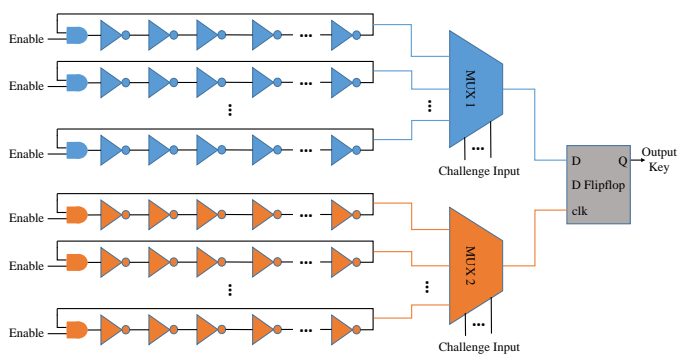 Enable
Enable
Enable
MUX 1
Challenge Input
D Q
D Flipflop
clk
Output
Key
Enable
Enable
Enable
MUX 2
Challenge Input